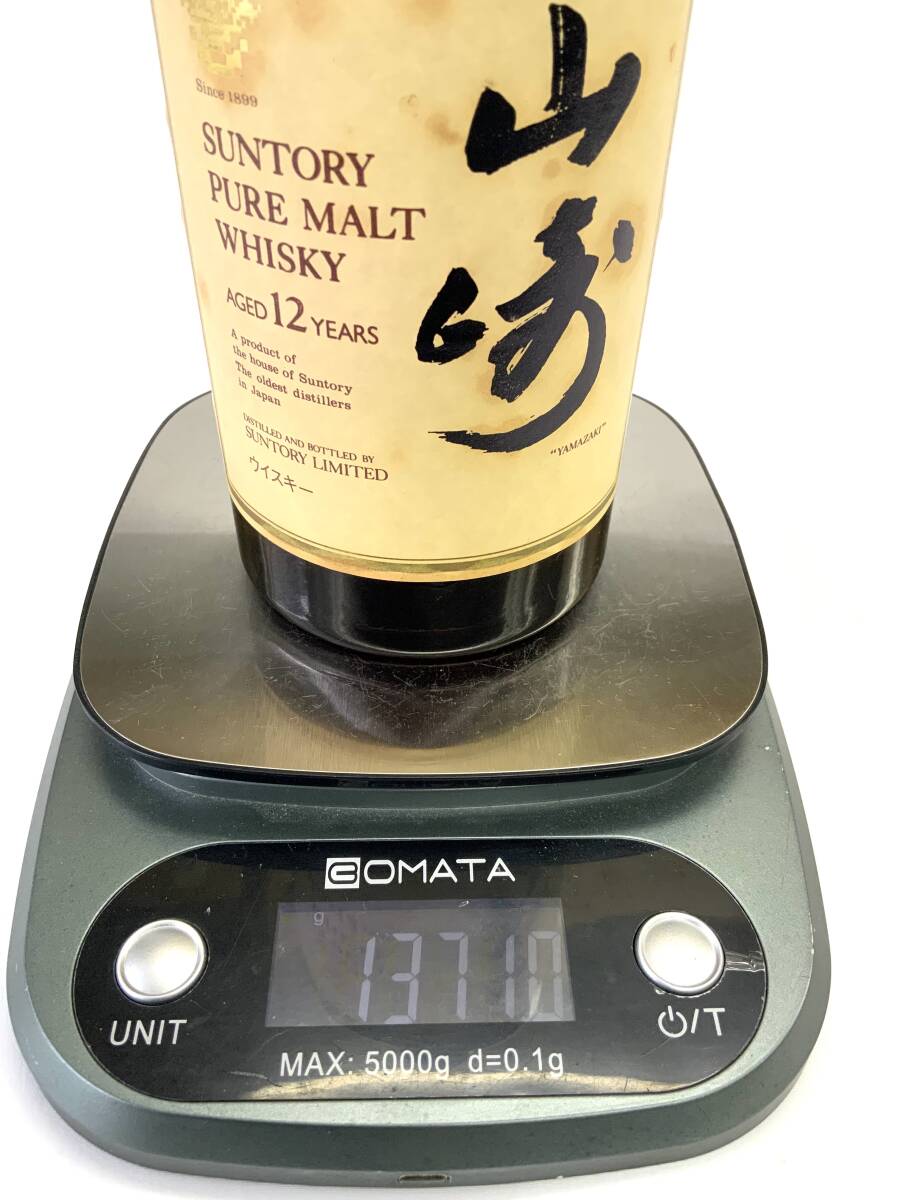 Since 1899
SUNTORY
PURE MALT
WHISKY
AGED 12 YEARS
A product of
the house of Suntory
The oldest distillers
in Japan
DISTILLED AND BOTTLED BY
SUNTORY LIMITED
ウイスキー
山崎
"YAMAZAKI"
BOMATA
g
1371.0
UNIT
⏻/T
MAX: 5000g d=0.1g